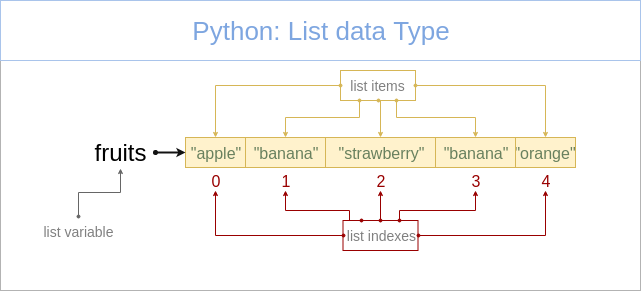 Python: List data Type
list items
fruits
"apple" "banana" "strawberry" "banana" "orange"
0 1 2 3 4
list variable
list indexes